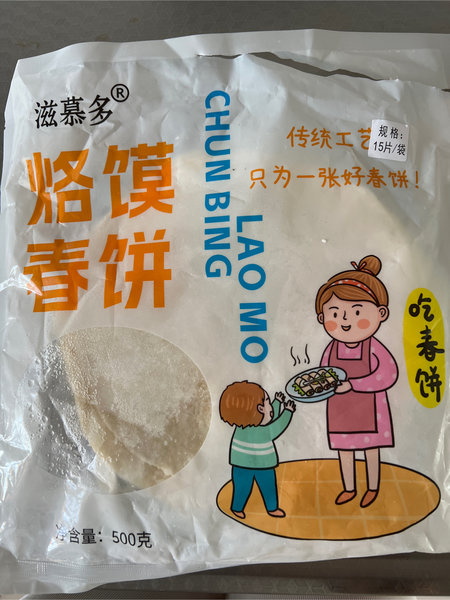 滋慕多®
烙馍
春饼
CHUN BING
LAO MO
传统工艺
只为一张好春饼!
规格:
15片/袋
吃春饼
净含量: 500克